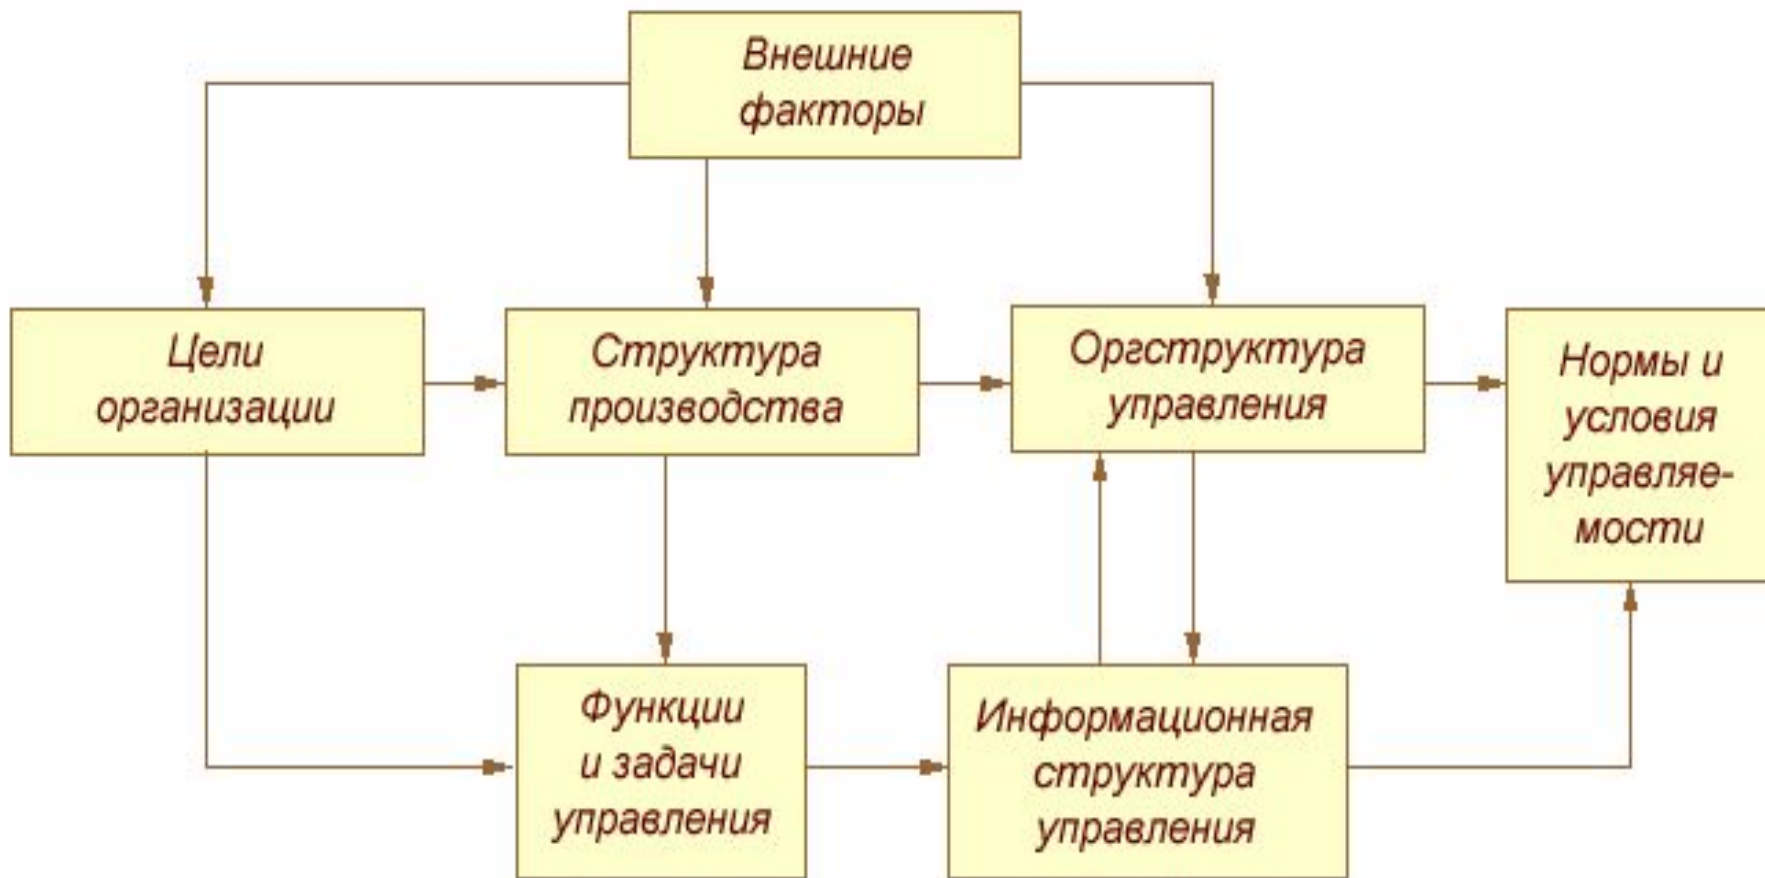 Внешние
факторы
Цели
организации
Структура
производства
Оргструктура
управления
Нормы и
условия
управляе-
мости
Функции
и задачи
управления
Информационная
структура
управления